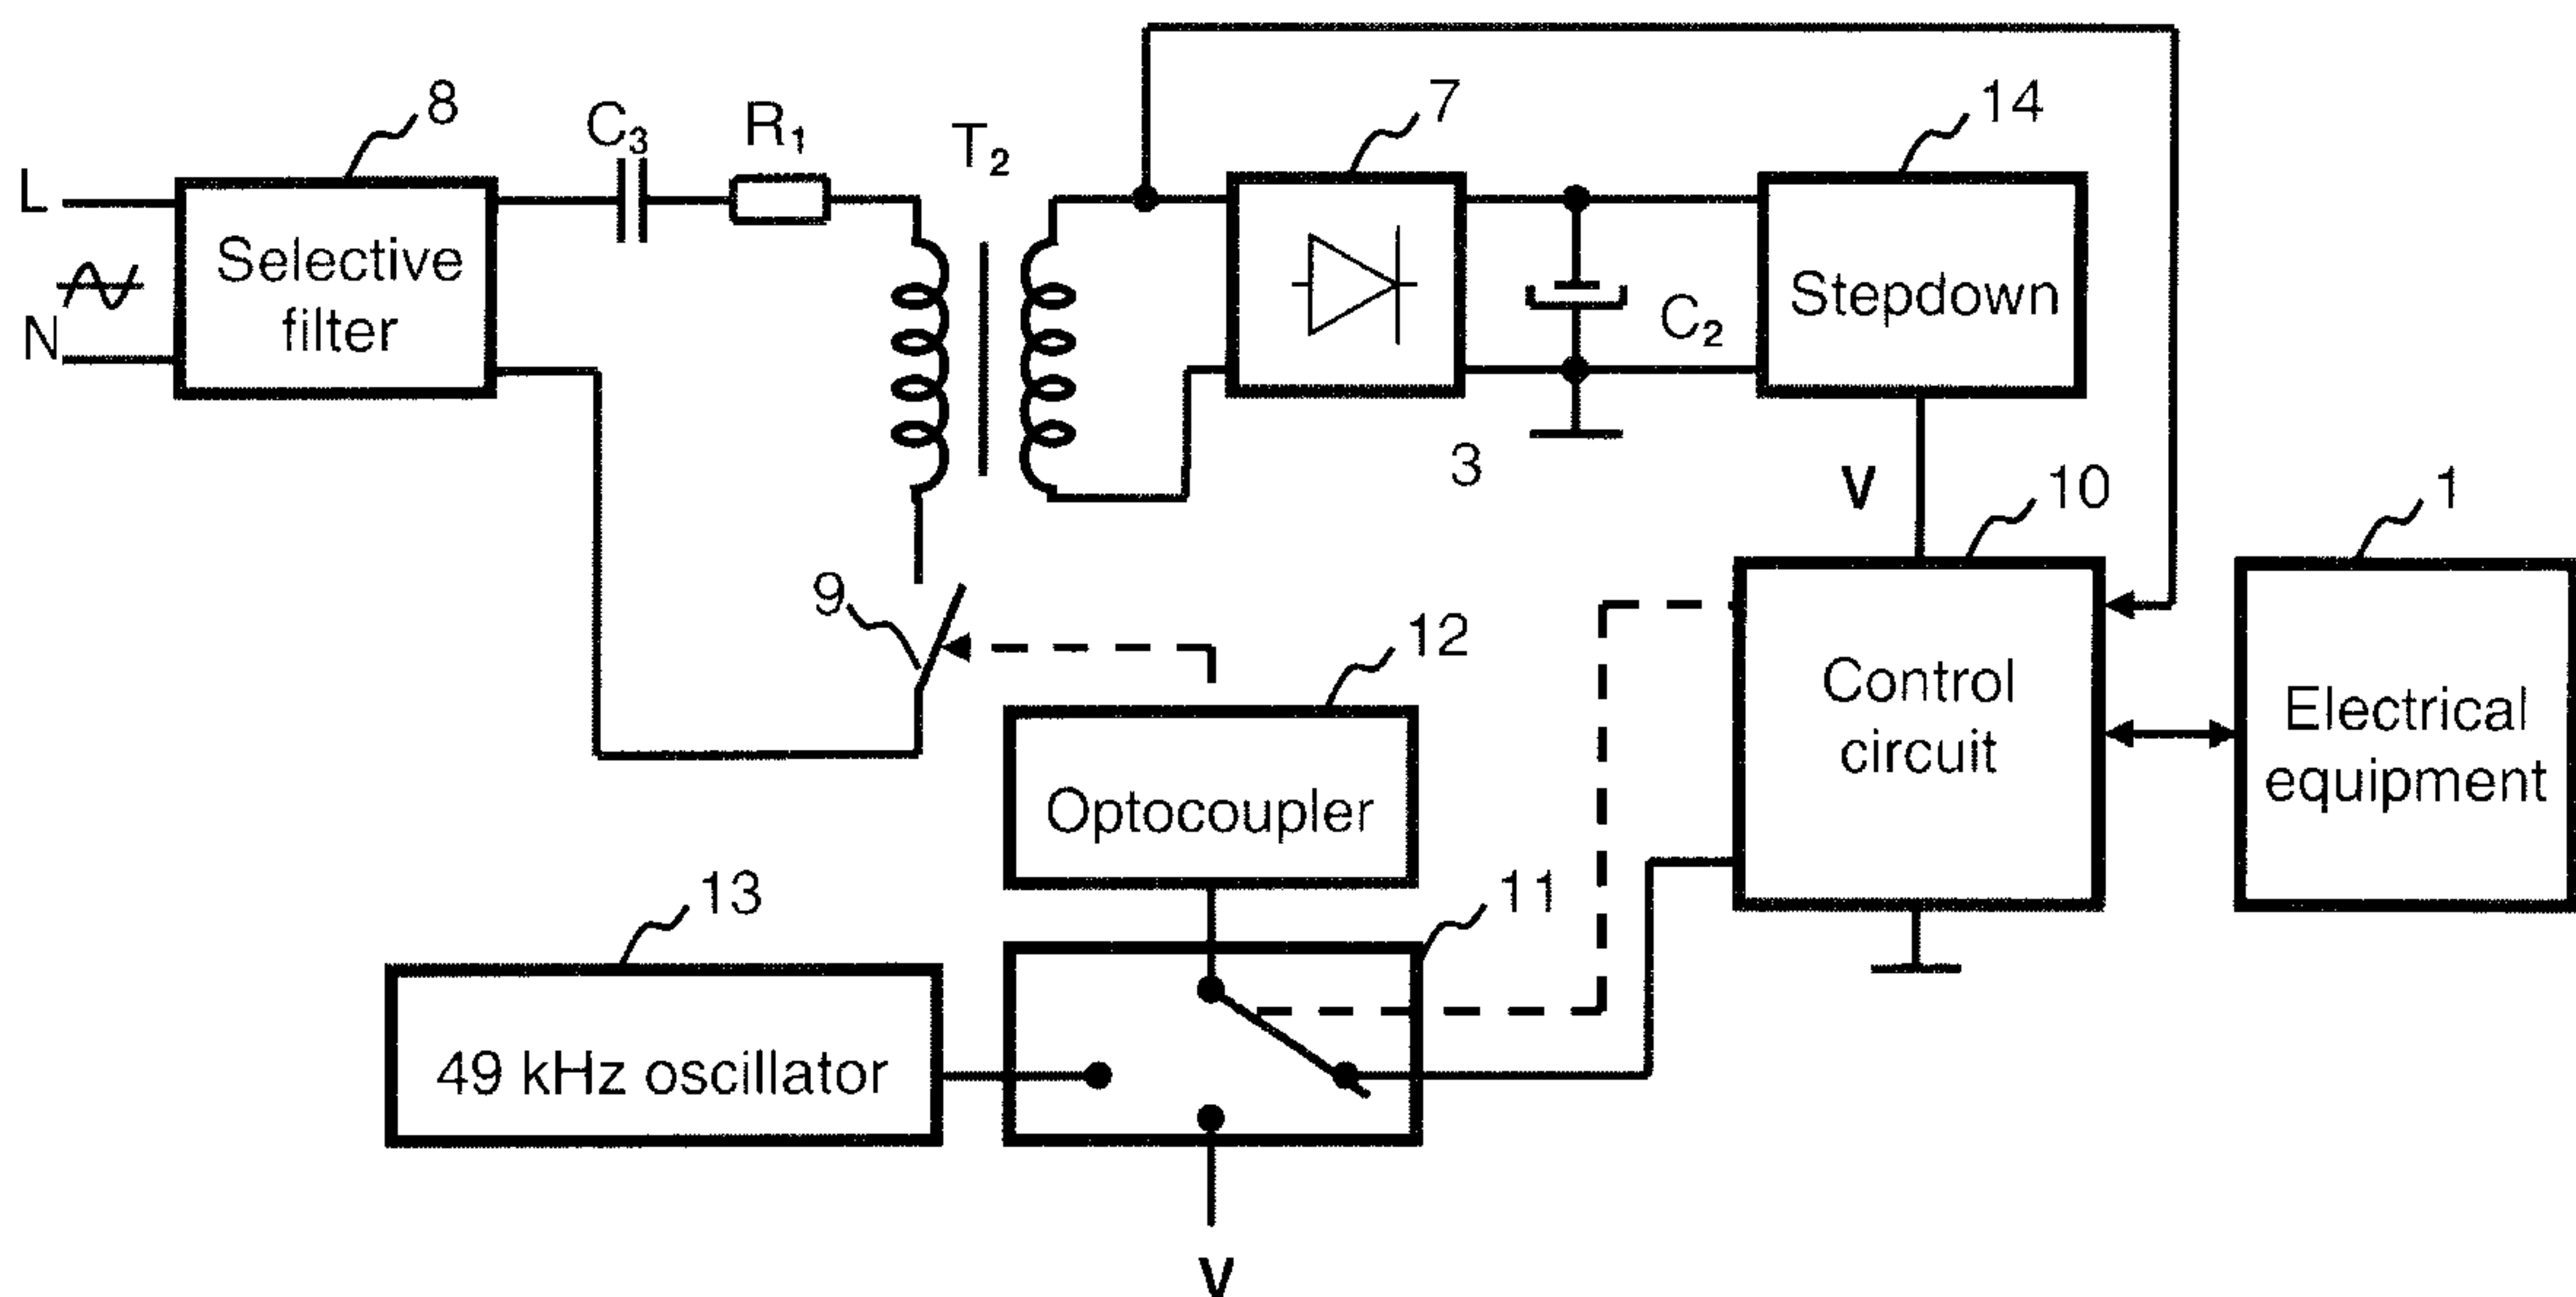 8
C₃
R₁
T₂
7
14
L
N
Selective
filter
Stepdown
C₂
3
V
10
1
9
12
Control
circuit
Electrical
equipment
Optocoupler
13
11
49 kHz oscillator
V